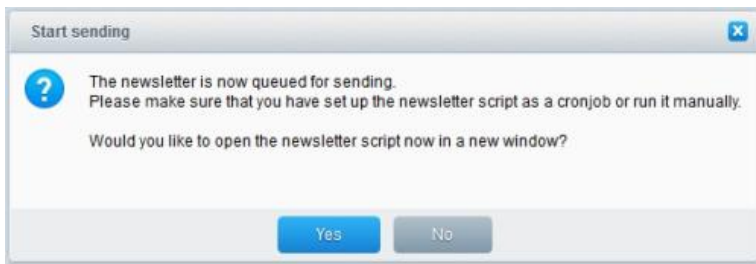 Start sending
The newsletter is now queued for sending.
Please make sure that you have set up the newsletter script as a cronjob or run it manually.
Would you like to open the newsletter script now in a new window?
Yes
No